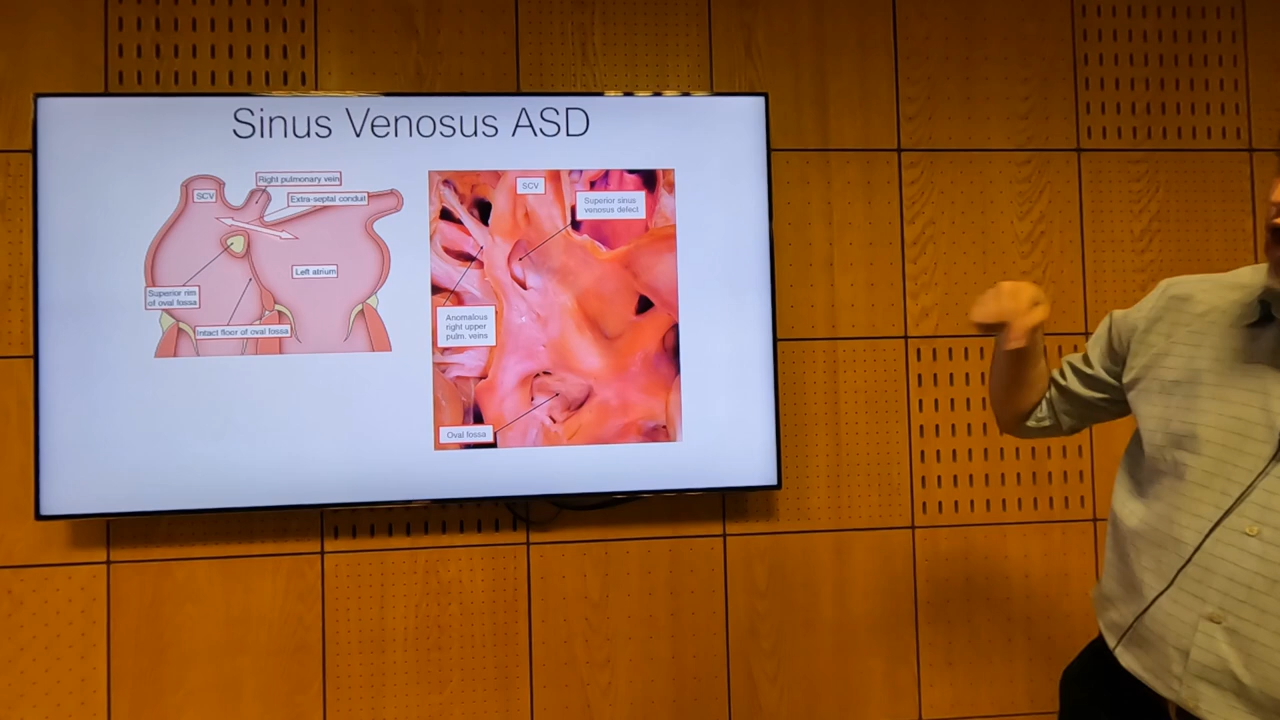 Sinus Venosus ASD
SCV
Right pulmonary vein
Extra-septal conduit
Left atrium
Superior rim
of oval fossa
Intact floor of oval fossa
SCV
Superior sinus
venosus defect
Anomalous
right upper
pulm. veins
Oval fossa